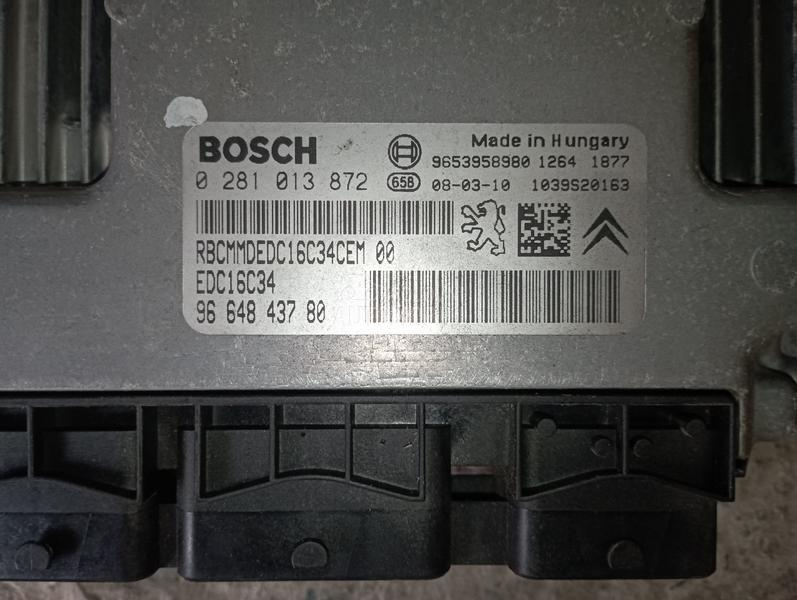 BOSCH
Made in Hungary
9653958980 1264 1877
0 281 013 872
65B
08-03-10 1039S20163
RBCMMDEDC16C34CEM 00
EDC16C34
96 648 437 80